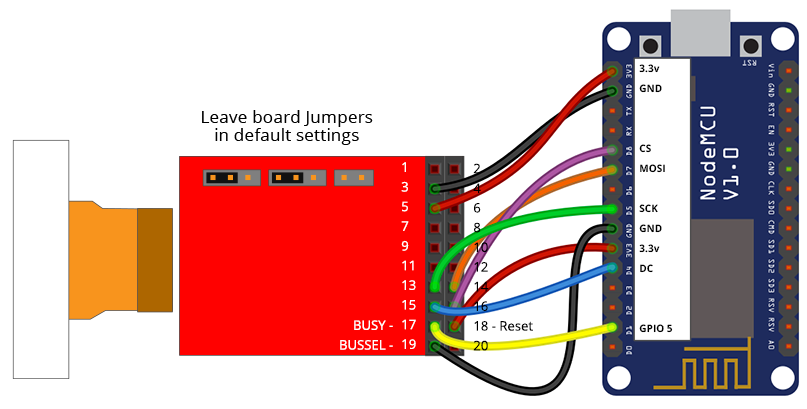 Leave board Jumpers
in default settings
1 2
3 4
5 6
7 8
9 10
11 12
13 14
15 16
BUSY - 17 18 - Reset
BUSSEL - 19 20
TSR
3V3 3.3v Vin
GND GND GND
TX RST
RX EN
D8 CS 3V3
D7 MOSI GND
D6 CLK
D5 SCK SD0
GND GND CMD
3V3 3.3v SD1
D4 DC SD2
D3 SD3
D2 RSV
D1 GPIO 5 RSV
D0 A0
NodeMCU
V1.0